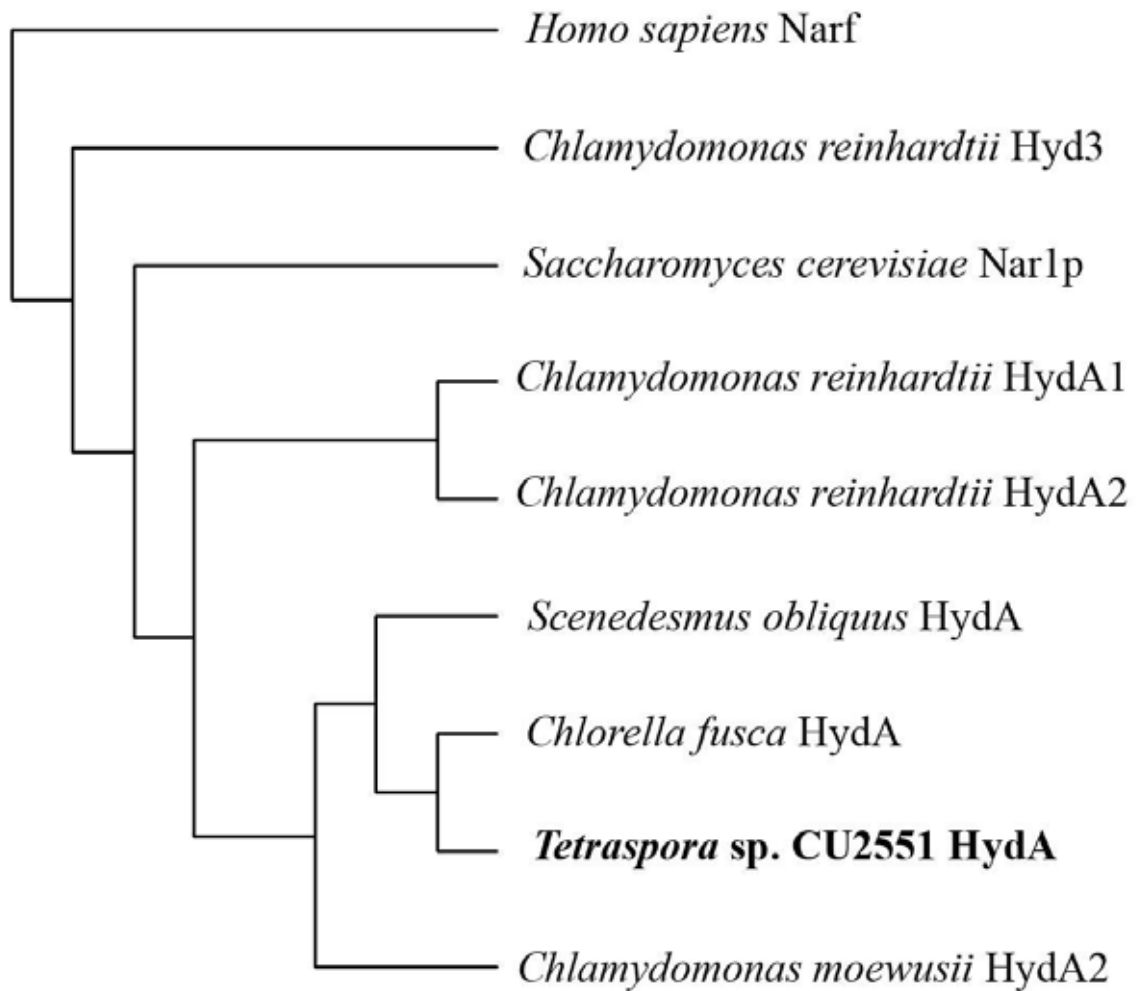 Homo sapiens Narf
Chlamydomonas reinhardtii Hyd3
Saccharomyces cerevisiae Nar1p
Chlamydomonas reinhardtii HydA1
Chlamydomonas reinhardtii HydA2
Scenedesmus obliquus HydA
Chlorella fusca HydA
Tetraspora sp. CU2551 HydA
Chlamydomonas moewusii HydA2